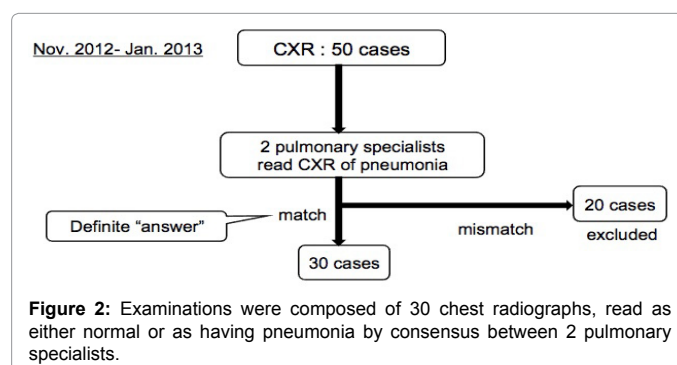 Nov. 2012- Jan. 2013
CXR : 50 cases
2 pulmonary specialists
read CXR of pneumonia
Definite “answer”
match
mismatch
20 cases
excluded
30 cases
Figure 2: Examinations were composed of 30 chest radiographs, read as
either normal or as having pneumonia by consensus between 2 pulmonary
specialists.